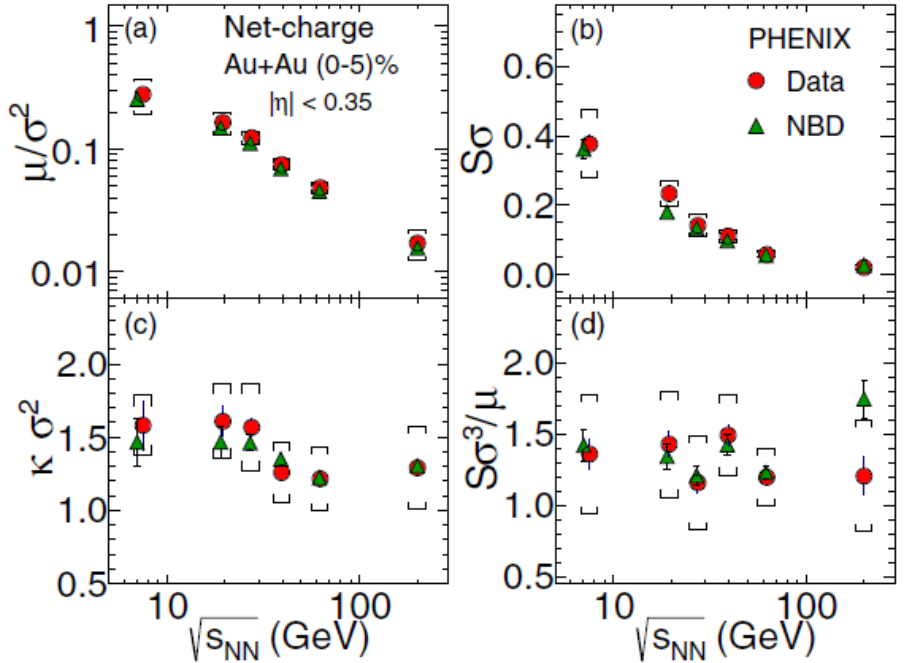 (a) Net-charge
Au+Au (0-5)%
|η| < 0.35
μ/σ²
1
0.1
0.01
(b) PHENIX
Data
NBD
Sσ
0.6
0.4
0.2
0.0
(c)
κ σ²
2.0
1.5
1.0
0.5
10 100
√sNN (GeV)
(d)
Sσ³/μ
2.0
1.5
1.0
0.5
10 100
√sNN (GeV)